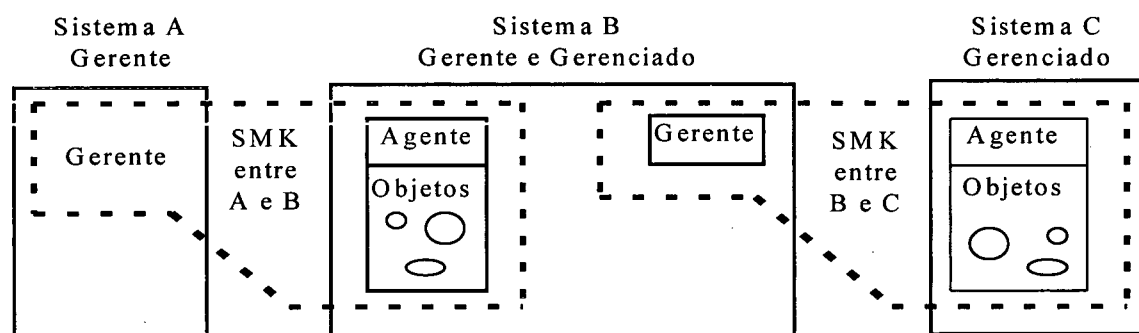 Sistema A
Gerente
Sistema B
Gerente e Gerenciado
Sistema C
Gerenciado
Gerente
SMK
entre
A e B
Agente
Objetos
Gerente
SMK
entre
B e C
Agente
Objetos